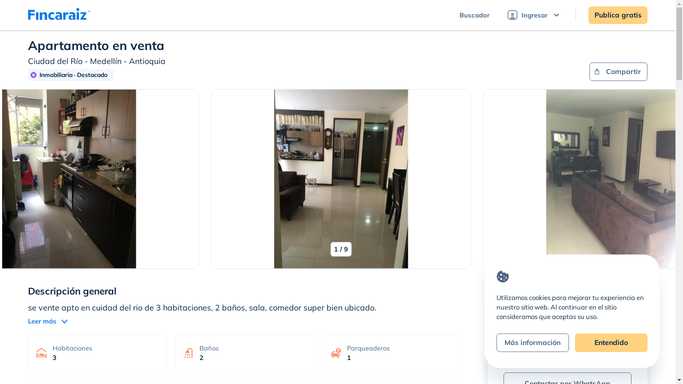 Fincaraiz
Buscador
Ingresar
Publica gratis
Apartamento en venta
Ciudad del Río - Medellín - Antioquia
Inmobiliaria · Destacado
Compartir
1 / 9
Descripción general
se vente apto en cuidad del rio de 3 habitaciones, 2 baños, sala, comedor super bien ubicado.
Leer más
Habitaciones
3
Baños
2
Parqueaderos
1
Utilizamos cookies para mejorar tu experiencia en
nuestro sitio web. Al continuar en el sitio
consideramos que aceptas su uso.
Más información
Entendido
Contactar por WhatsApp